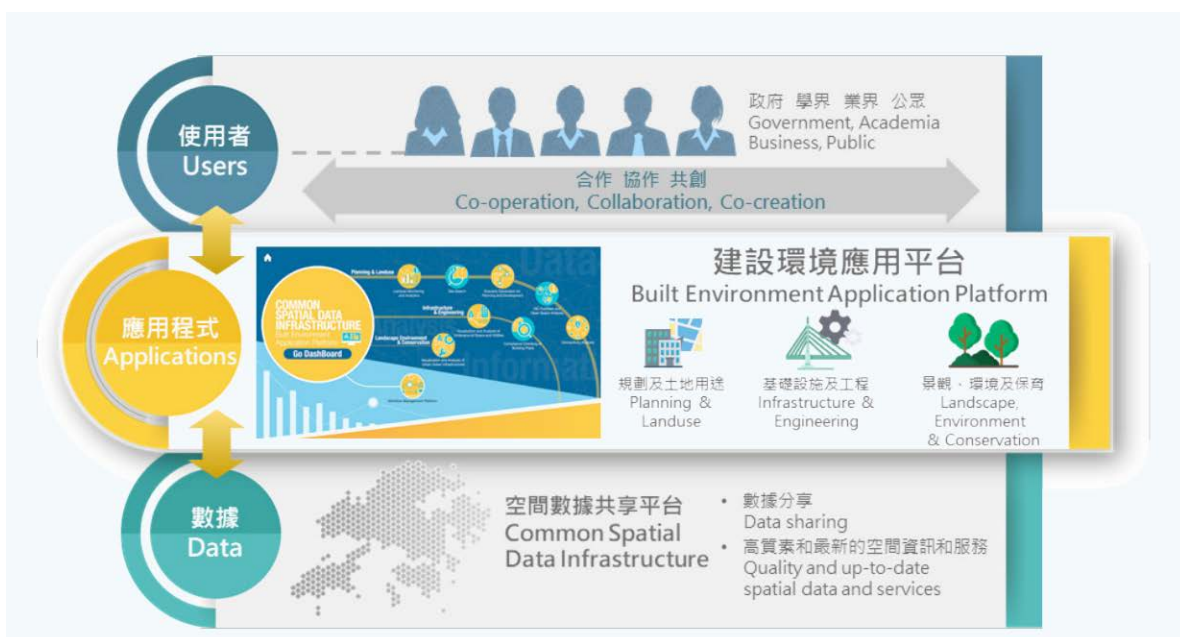 使用者
Users
政府 學界 業界 公眾
Government, Academia
Business, Public
合作 協作 共創
Co-operation, Collaboration, Co-creation
應用程式
Applications
Planning & Landuse
Infrastructure
& Engineering
Landscape Environment
& Conservation
COMMON
SPATIAL DATA
INFRASTRUCTURE
Built Environment
Application Platform
Go DashBoard
建設環境應用平台
Built Environment Application Platform
規劃及土地用途
Planning &
Landuse
基礎設施及工程
Infrastructure &
Engineering
景觀、環境及保育
Landscape,
Environment
& Conservation
數據
Data
空間數據共享平台
Common Spatial
Data Infrastructure
• 數據分享
Data sharing
• 高質素和最新的空間資訊和服務
Quality and up-to-date
spatial data and services